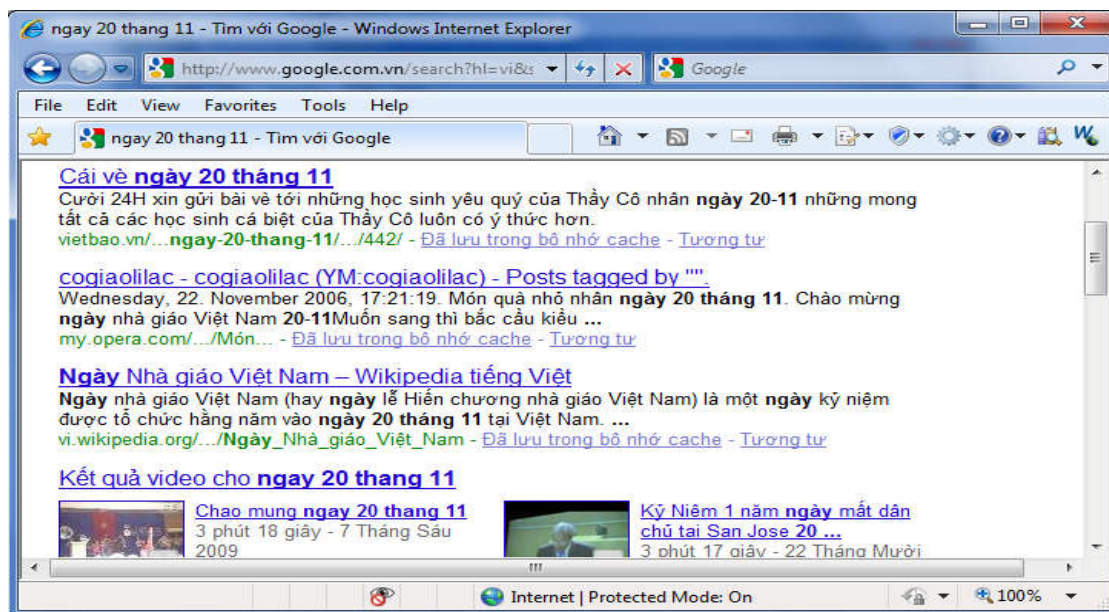 ngay 20 thang 11 - Tìm với Google - Windows Internet Explorer
http://www.google.com.vn/search?hl=vi&s
Google
File Edit View Favorites Tools Help
ngay 20 thang 11 - Tìm với Google
Cái vè ngày 20 tháng 11
Cười 24H xin gửi bài vè tới những học sinh yêu quý của Thầy Cô nhân ngày 20-11 những mong
tất cả các học sinh cá biệt của Thầy Cô luôn có ý thức hơn.
vietbao.vn/...ngay-20-thang-11/.../442/ - Đã lưu trong bộ nhớ cache - Tương tự
cogiaolilac - cogiaolilac (YM:cogiaolilac) - Posts tagged by "".
Wednesday, 22. November 2006, 17:21:19. Món quà nhỏ nhân ngày 20 tháng 11. Chào mừng
ngày nhà giáo Việt Nam 20-11Muốn sang thì bắc cầu kiều ...
my.opera.com/.../Món... - Đã lưu trong bộ nhớ cache - Tương tự
Ngày Nhà giáo Việt Nam – Wikipedia tiếng Việt
Ngày nhà giáo Việt Nam (hay ngày lễ Hiến chương nhà giáo Việt Nam) là một ngày kỷ niệm
được tổ chức hằng năm vào ngày 20 tháng 11 tại Việt Nam. ...
vi.wikipedia.org/.../Ngày_Nhà_giáo_Việt_Nam - Đã lưu trong bộ nhớ cache - Tương tự
Kết quả video cho ngay 20 thang 11
Chao mung ngay 20 thang 11
3 phút 18 giây - 7 Tháng Sáu
2009
Kỷ Niệm 1 năm ngày mất dân
chủ tại San Jose 20 ...
3 phút 17 giây - 22 Tháng Mười
Internet | Protected Mode: On
100%